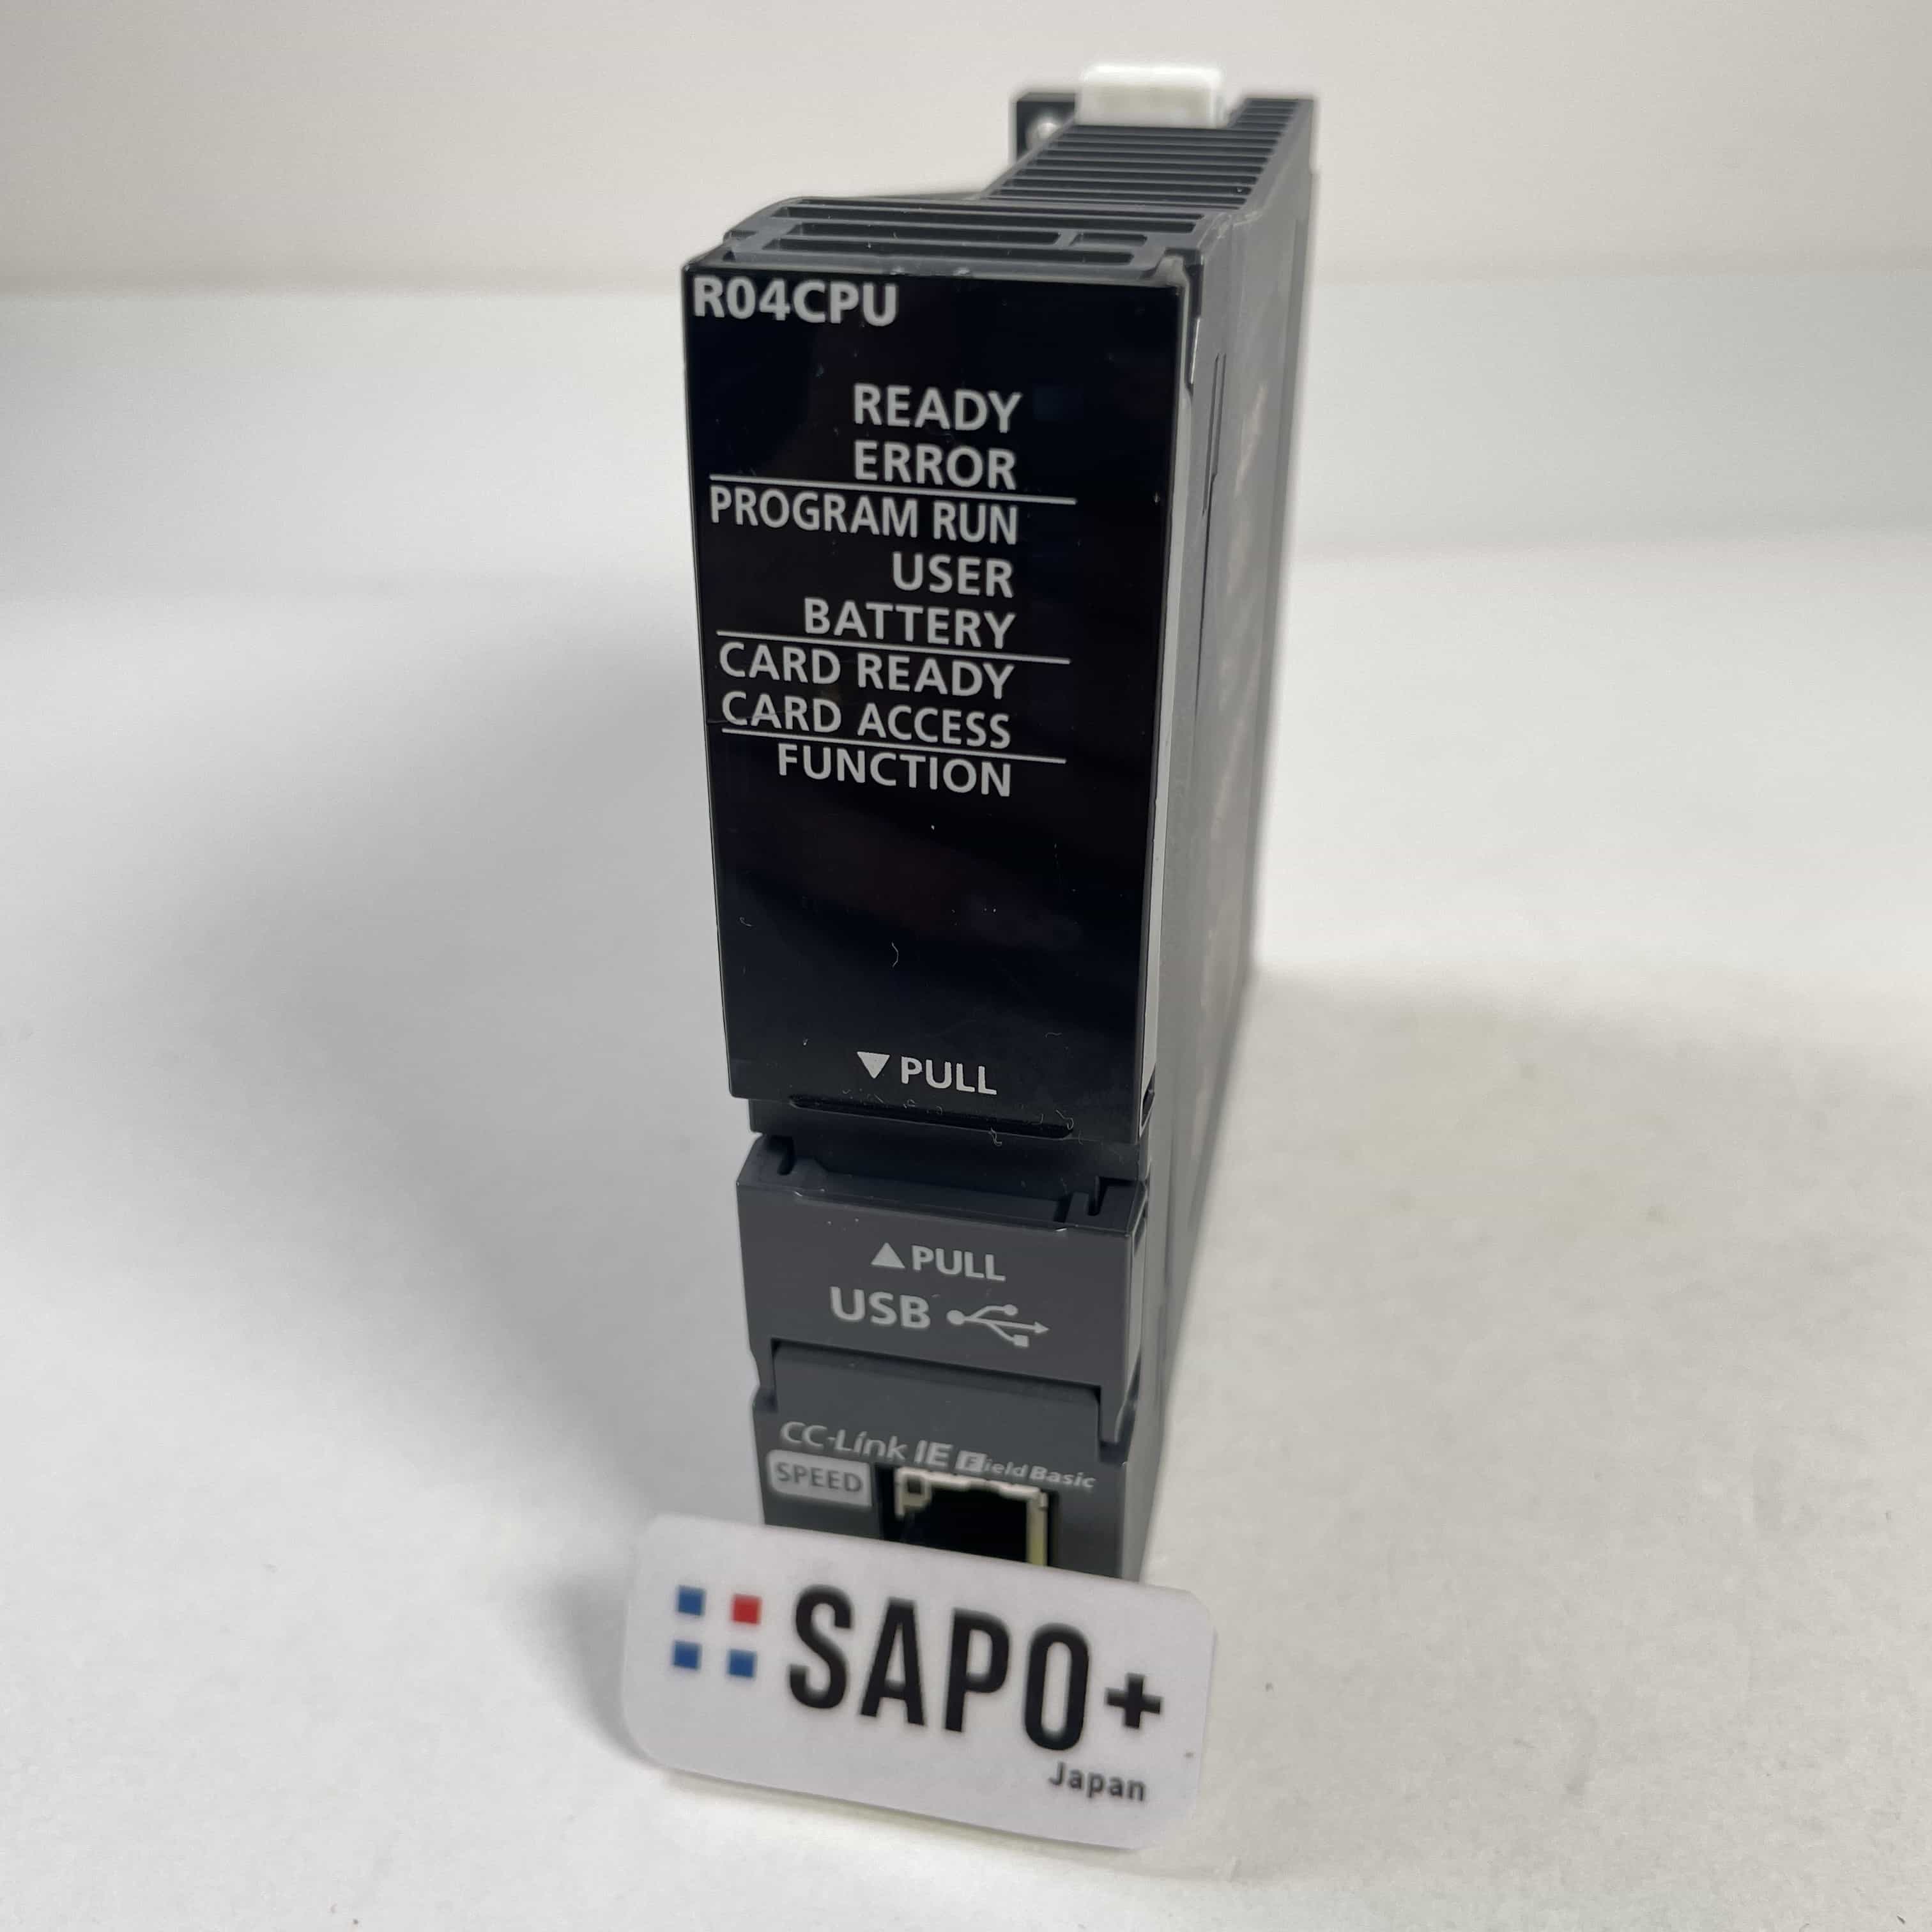 R04CPU
READY
ERROR
PROGRAM RUN
USER
BATTERY
CARD READY
CARD ACCESS
FUNCTION
▼PULL
▲PULL
USB
CC-Link IE Field Basic
SPEED
SAPO+
Japan